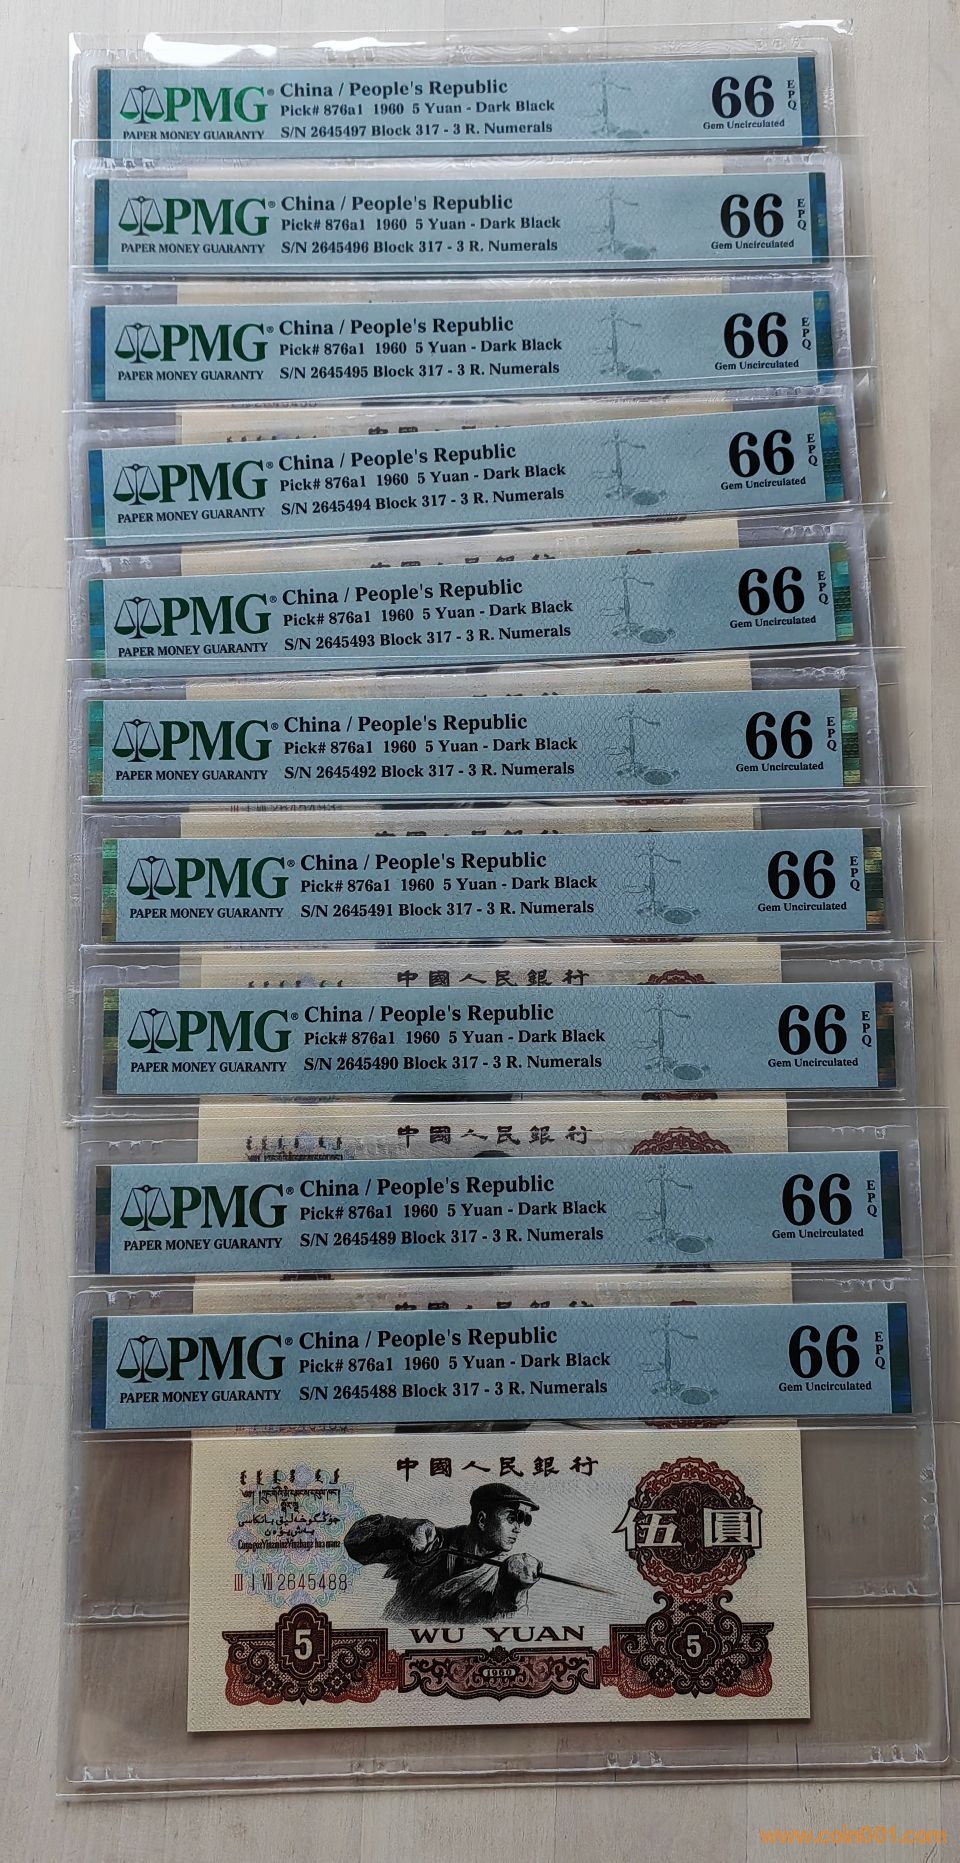 PMG®
PAPER MONEY GUARANTY
China / People's Republic
Pick# 876a1 1960 5 Yuan - Dark Black
S/N 2645497 Block 317 - 3 R. Numerals
66 EPQ
Gem Uncirculated
PMG®
PAPER MONEY GUARANTY
China / People's Republic
Pick# 876a1 1960 5 Yuan - Dark Black
S/N 2645496 Block 317 - 3 R. Numerals
66 EPQ
Gem Uncirculated
PMG®
PAPER MONEY GUARANTY
China / People's Republic
Pick# 876a1 1960 5 Yuan - Dark Black
S/N 2645495 Block 317 - 3 R. Numerals
66 EPQ
Gem Uncirculated
PMG®
PAPER MONEY GUARANTY
China / People's Republic
Pick# 876a1 1960 5 Yuan - Dark Black
S/N 2645494 Block 317 - 3 R. Numerals
66 EPQ
Gem Uncirculated
PMG®
PAPER MONEY GUARANTY
China / People's Republic
Pick# 876a1 1960 5 Yuan - Dark Black
S/N 2645493 Block 317 - 3 R. Numerals
66 EPQ
Gem Uncirculated
PMG®
PAPER MONEY GUARANTY
China / People's Republic
Pick# 876a1 1960 5 Yuan - Dark Black
S/N 2645492 Block 317 - 3 R. Numerals
66 EPQ
Gem Uncirculated
PMG®
PAPER MONEY GUARANTY
China / People's Republic
Pick# 876a1 1960 5 Yuan - Dark Black
S/N 2645491 Block 317 - 3 R. Numerals
66 EPQ
Gem Uncirculated
中國人民銀行
PMG®
PAPER MONEY GUARANTY
China / People's Republic
Pick# 876a1 1960 5 Yuan - Dark Black
S/N 2645490 Block 317 - 3 R. Numerals
66 EPQ
Gem Uncirculated
中國人民銀行
PMG®
PAPER MONEY GUARANTY
China / People's Republic
Pick# 876a1 1960 5 Yuan - Dark Black
S/N 2645489 Block 317 - 3 R. Numerals
66 EPQ
Gem Uncirculated
PMG®
PAPER MONEY GUARANTY
China / People's Republic
Pick# 876a1 1960 5 Yuan - Dark Black
S/N 2645488 Block 317 - 3 R. Numerals
66 EPQ
Gem Uncirculated
中國人民銀行
伍圓
III I VII 2645488
WU YUAN
5
1960
5
www.coin001.com